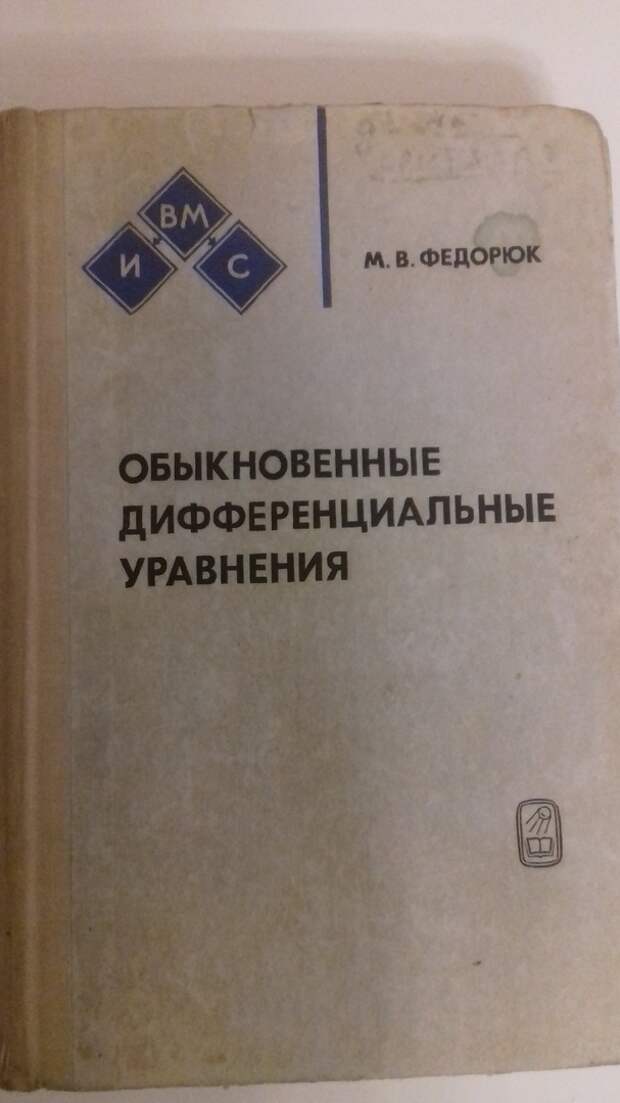 ВМ
И С
М. В. ФЕДОРЮК
ОБЫКНОВЕННЫЕ
ДИФФЕРЕНЦИАЛЬНЫЕ
УРАВНЕНИЯ